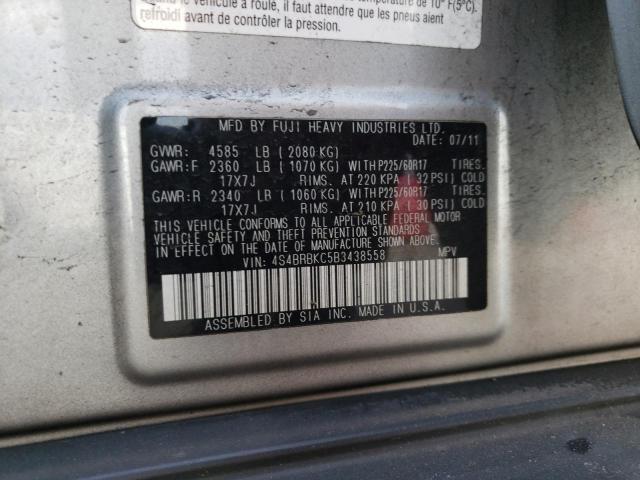 le véhicule a roulé, il faut attendre que les pneus aient
température de 10° F(5°C).
refroidi avant de contrôler la pression.
MFD BY FUJI HEAVY INDUSTRIES LTD.
DATE: 07/11
GVWR: 4585 LB ( 2080 KG)
GAWR:F 2360 LB ( 1070 KG) WITHP225/60R17 TIRES.
17X7J RIMS. AT 220 KPA ( 32 PSI) COLD
GAWR:R 2340 LB ( 1060 KG) WITHP225/60R17 TIRES.
17X7J RIMS. AT 210 KPA ( 30 PSI) COLD
THIS VEHICLE CONFORMS TO ALL APPLICABLE FEDERAL MOTOR
VEHICLE SAFETY AND THEFT PREVENTION STANDARDS
IN EFFECT ON THE DATE OF MANUFACTURE SHOWN ABOVE.
VIN: 4S4BRBKC5B3438558 MPV
ASSEMBLED BY SIA INC. MADE IN U.S.A.